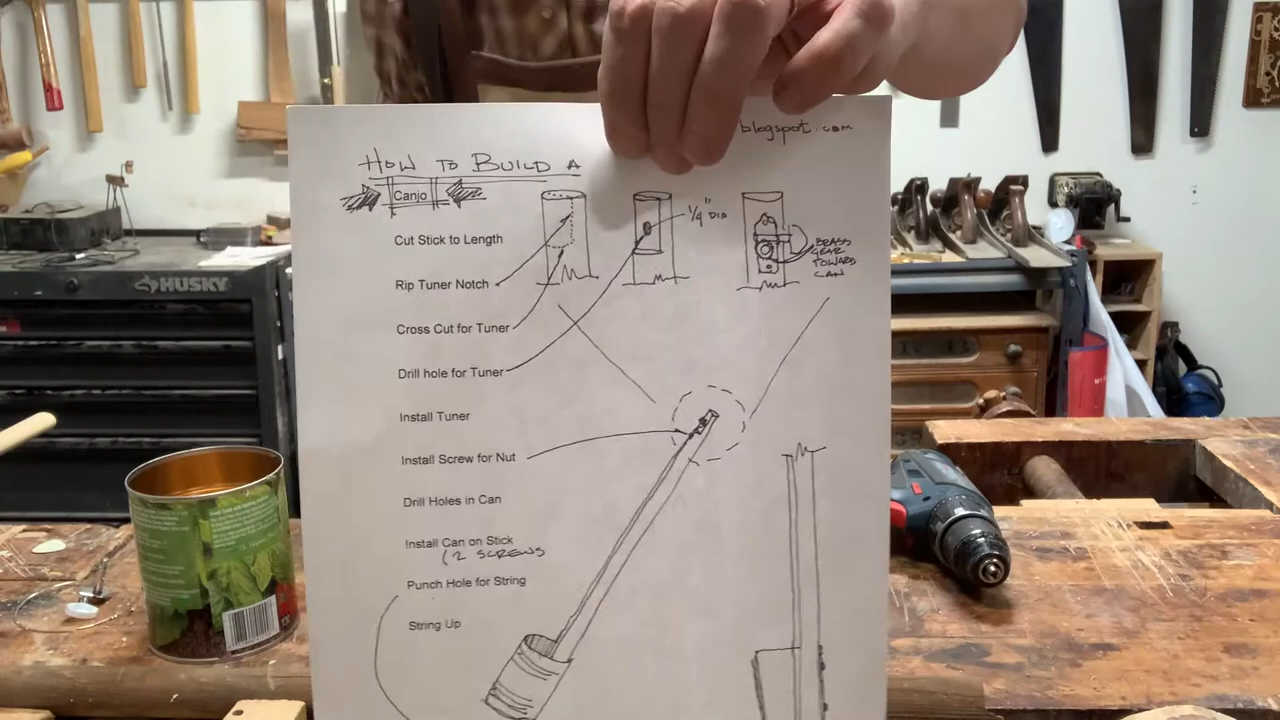 blogspot.com
HOW TO BUILD A
Canjo
Cut Stick to Length
Rip Tuner Notch
Cross Cut for Tuner
Drill hole for Tuner
Install Tuner
Install Screw for Nut
Drill Holes in Can
Install Can on Stick
(2 SCREWS
Punch Hole for String
String Up
1/4" DIA
BRASS
GEAR
TOWARD
CAN
HUSKY